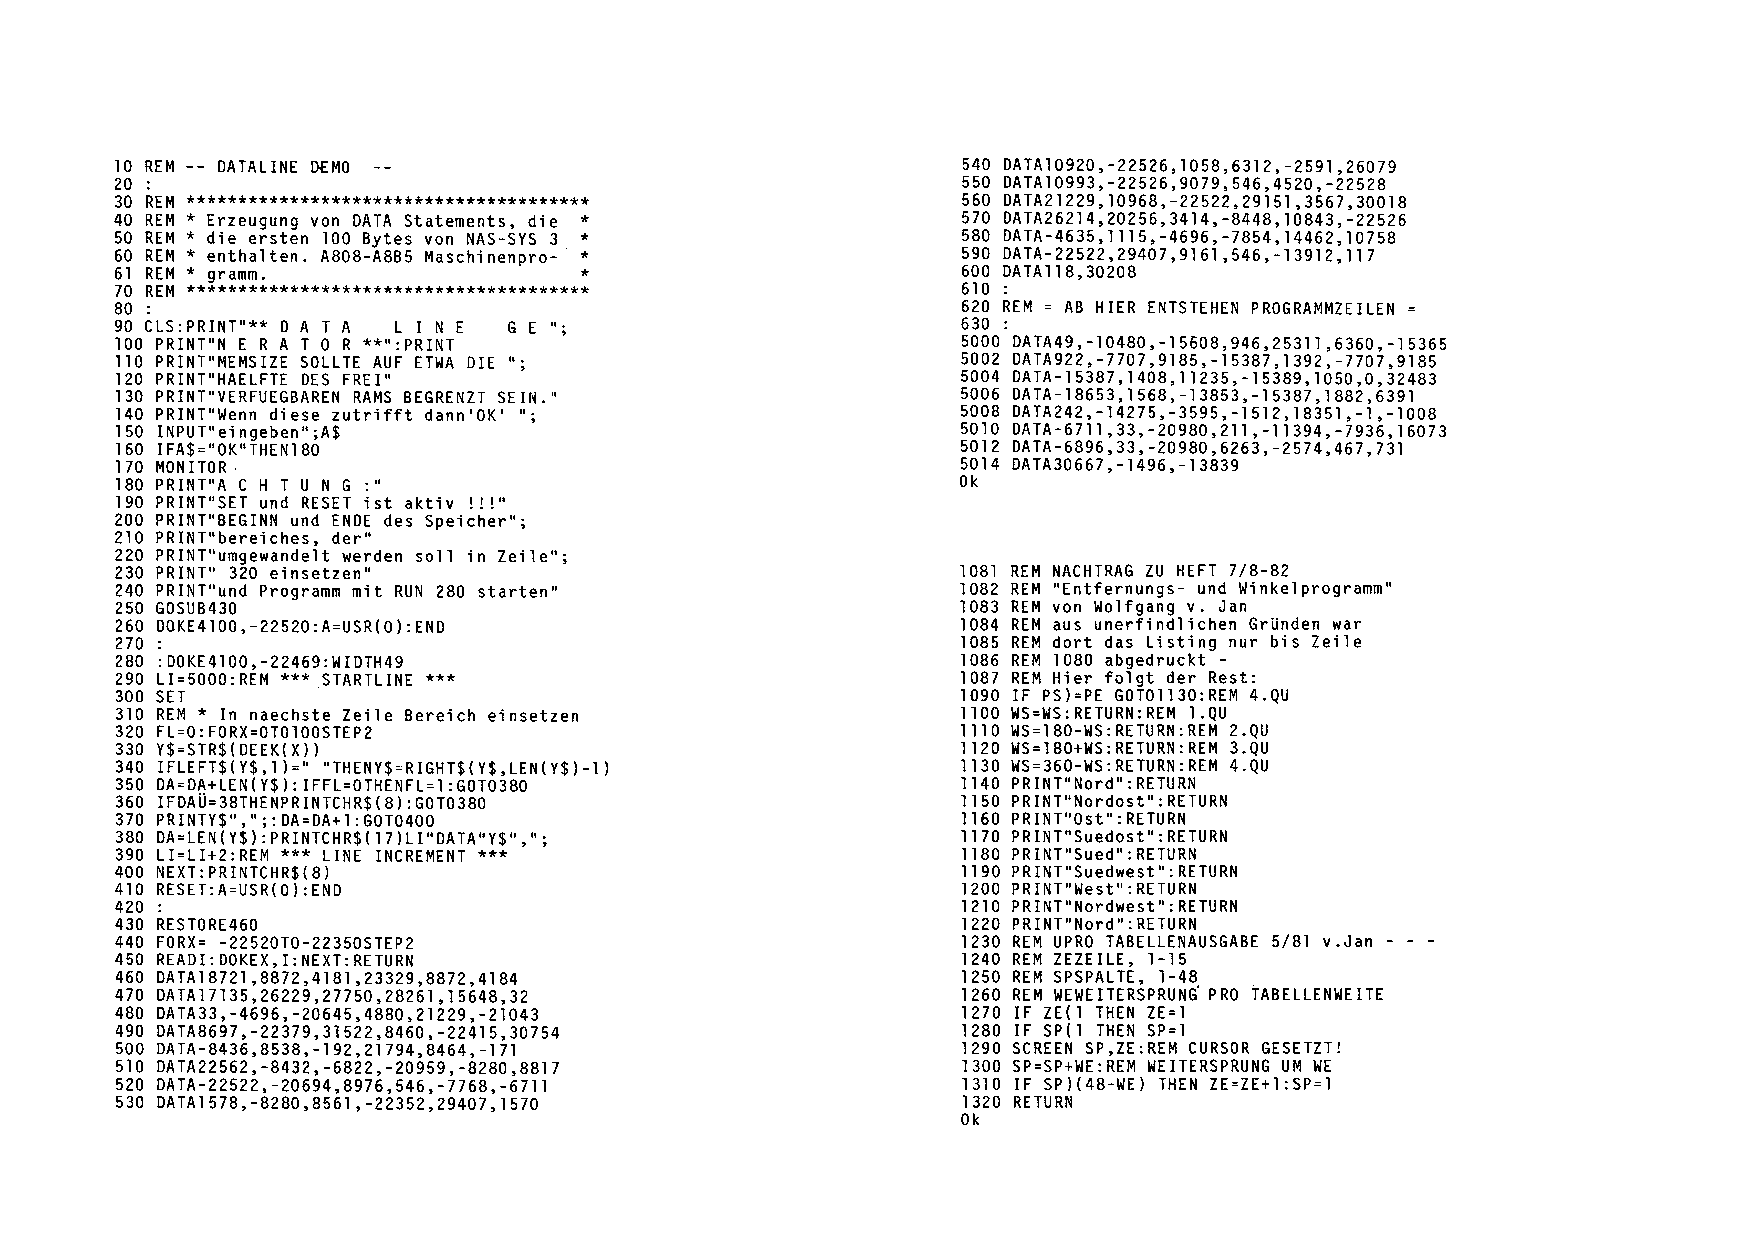 10 REM -- DATALINE DEMO  --
20 :
30 REM ***************************************
40 REM * Erzeugung von DATA Statements, die  *
50 REM * die ersten 100 Bytes von NAS-SYS 3  *
60 REM * enthalten. A808-A8B5 Maschinenpro-  *
61 REM * gramm.                              *
70 REM ***************************************
80 :
90 CLS:PRINT"** D A T A   L I N E   G E ";
100 PRINT"N E R A T O R **":PRINT
110 PRINT"MEMSIZE SOLLTE AUF ETWA DIE ";
120 PRINT"HAELFTE DES FREI"
130 PRINT"VERFUEGBAREN RAMS BEGRENZT SEIN."
140 PRINT"Wenn diese zutrifft dann'OK' ";
150 INPUT"eingeben";A$
160 IFA$="OK"THEN180
170 MONITOR
180 PRINT"A C H T U N G :"
190 PRINT"SET und RESET ist aktiv !!!"
200 PRINT"BEGINN und ENDE des Speicher";
210 PRINT"bereiches, der"
220 PRINT"umgewandelt werden soll in Zeile";
230 PRINT" 320 einsetzen"
240 PRINT"und Programm mit RUN 280 starten"
250 GOSUB430
260 DOKE4100,-22520:A=USR(0):END
270 :
280 :DOKE4100,-22469:WIDTH49
290 LI=5000:REM *** STARTLINE ***
300 SET
310 REM * In naechste Zeile Bereich einsetzen
320 FL=0:FORX=0TO100STEP2
330 Y$=STR$(DEEK(X))
340 IFLEFT$(Y$,1)=" "THENY$=RIGHT$(Y$,LEN(Y$)-1)
350 DA=DA+LEN(Y$):IFFL=0THENFL=1:GOTO380
360 IFDAÜ=38THENPRINTCHR$(8):GOTO380
370 PRINTY$",";:DA=DA+1:GOTO400
380 DA=LEN(Y$):PRINTCHR$(17)LI"DATA"Y$",";
390 LI=LI+2:REM *** LINE INCREMENT ***
400 NEXT:PRINTCHR$(8)
410 RESET:A=USR(0):END
420 :
430 RESTORE460
440 FORX= -22520TO-22350STEP2
450 READI:DOKEX,I:NEXT:RETURN
460 DATA18721,8872,4181,23329,8872,4184
470 DATA17135,26229,27750,28261,15648,32
480 DATA33,-4696,-20645,4880,21229,-21043
490 DATA8697,-22379,31522,8460,-22415,30754
500 DATA-8436,8538,-192,21794,8464,-171
510 DATA22562,-8432,-6822,-20959,-8280,8817
520 DATA-22522,-20694,8976,546,-7768,-6711
530 DATA1578,-8280,8561,-22352,29407,1570
540 DATA10920,-22526,1058,6312,-2591,26079
550 DATA10993,-22526,9079,546,4520,-22528
560 DATA21229,10968,-22522,29151,3567,30018
570 DATA26214,20256,3414,-8448,10843,-22526
580 DATA-4635,1115,-4696,-7854,14462,10758
590 DATA-22522,29407,9161,546,-13912,117
600 DATA118,30208
610 :
620 REM = AB HIER ENTSTEHEN PROGRAMMZEILEN =
630 :
5000 DATA49,-10480,-15608,946,25311,6360,-15365
5002 DATA922,-7707,9185,-15387,1392,-7707,9185
5004 DATA-15387,1408,11235,-15389,1050,0,32483
5006 DATA-18653,1568,-13853,-15387,1882,6391
5008 DATA242,-14275,-3595,-1512,18351,-1,-1008
5010 DATA-6711,33,-20980,211,-11394,-7936,16073
5012 DATA-6896,33,-20980,6263,-2574,467,731
5014 DATA30667,-1496,-13839
Ok
1081 REM NACHTRAG ZU HEFT 7/8-82
1082 REM "Entfernungs- und Winkelprogramm"
1083 REM von Wolfgang v. Jan
1084 REM aus unerfindlichen Gründen war
1085 REM dort das Listing nur bis Zeile
1086 REM 1080 abgedruckt -
1087 REM Hier folgt der Rest:
1090 IF PS)=PE GOTO1130:REM 4.QU
1100 WS=WS:RETURN:REM 1.QU
1110 WS=180-WS:RETURN:REM 2.QU
1120 WS=180+WS:RETURN:REM 3.QU
1130 WS=360-WS:RETURN:REM 4.QU
1140 PRINT"Nord":RETURN
1150 PRINT"Nordost":RETURN
1160 PRINT"Ost":RETURN
1170 PRINT"Suedost":RETURN
1180 PRINT"Sued":RETURN
1190 PRINT"Suedwest":RETURN
1200 PRINT"West":RETURN
1210 PRINT"Nordwest":RETURN
1220 PRINT"Nord":RETURN
1230 REM UPRO TABELLENAUSGABE 5/81 v.Jan - - -
1240 REM ZEZEILE, 1-15
1250 REM SPSPALTE, 1-48
1260 REM WEWEITERSPRUNG PRO TABELLENWEITE
1270 IF ZE(1 THEN ZE=1
1280 IF SP(1 THEN SP=1
1290 SCREEN SP,ZE:REM CURSOR GESETZT!
1300 SP=SP+WE:REM WEITERSPRUNG UM WE
1310 IF SP)(48-WE) THEN ZE=ZE+1:SP=1
1320 RETURN
Ok